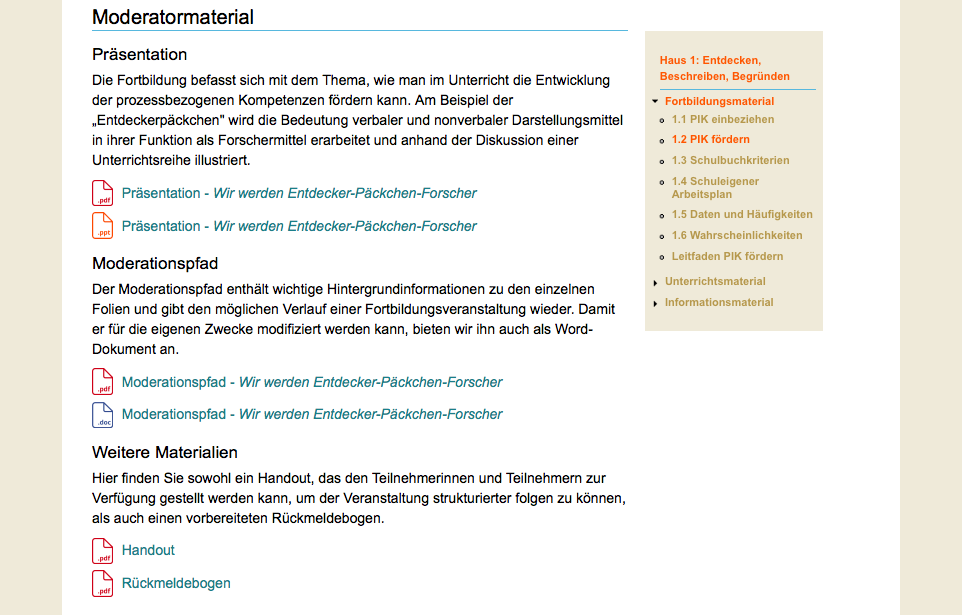 Moderatormaterial
Präsentation
Die Fortbildung befasst sich mit dem Thema, wie man im Unterricht die Entwicklung
der prozessbezogenen Kompetenzen fördern kann. Am Beispiel der
„Entdeckerpäckchen" wird die Bedeutung verbaler und nonverbaler Darstellungsmittel
in ihrer Funktion als Forschermittel erarbeitet und anhand der Diskussion einer
Unterrichtsreihe illustriert.
.pdf Präsentation - Wir werden Entdecker-Päckchen-Forscher
.ppt Präsentation - Wir werden Entdecker-Päckchen-Forscher
Moderationspfad
Der Moderationspfad enthält wichtige Hintergrundinformationen zu den einzelnen
Folien und gibt den möglichen Verlauf einer Fortbildungsveranstaltung wieder. Damit
er für die eigenen Zwecke modifiziert werden kann, bieten wir ihn auch als Word-
Dokument an.
.pdf Moderationspfad - Wir werden Entdecker-Päckchen-Forscher
.doc Moderationspfad - Wir werden Entdecker-Päckchen-Forscher
Weitere Materialien
Hier finden Sie sowohl ein Handout, das den Teilnehmerinnen und Teilnehmern zur
Verfügung gestellt werden kann, um der Veranstaltung strukturierter folgen zu können,
als auch einen vorbereiteten Rückmeldebogen.
.pdf Handout
.pdf Rückmeldebogen
Haus 1: Entdecken,
Beschreiben, Begründen
Fortbildungsmaterial
1.1 PIK einbeziehen
1.2 PIK fördern
1.3 Schulbuchkriterien
1.4 Schuleigener
Arbeitsplan
1.5 Daten und Häufigkeiten
1.6 Wahrscheinlichkeiten
Leitfaden PIK fördern
Unterrichtsmaterial
Informationsmaterial